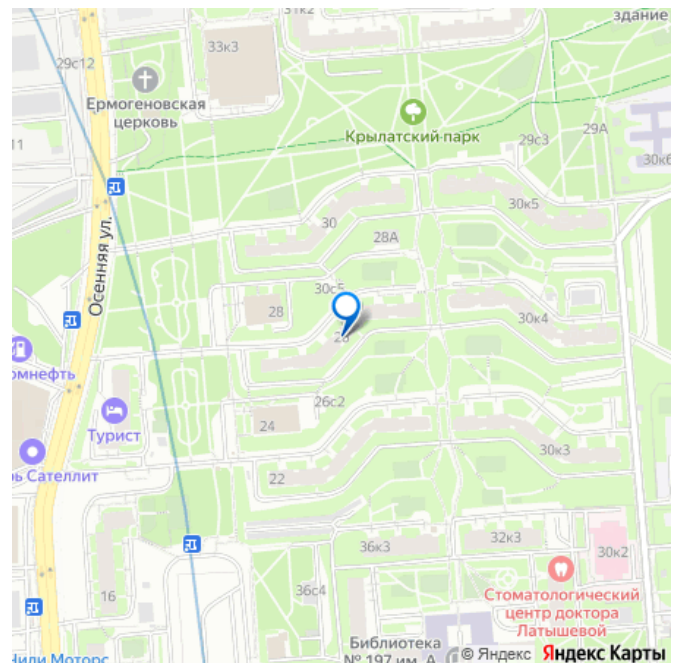 31к2
здание
33к3
29с12
Ермогеновская
церковь
Крылатский парк
11
29с3
29А
30к6
30
30к5
28А
Осенняя ул.
30с5
28
30к4
омнефть
26с2
Турист
24
30к3
рь Сателлит
22
36к3
32к3
30к2
16
36с4
Стоматологический
центр доктора
Латышевой
Чили Моторс
Библиотека
№ 197 им. А.
© Яндекс Яндекс Карты